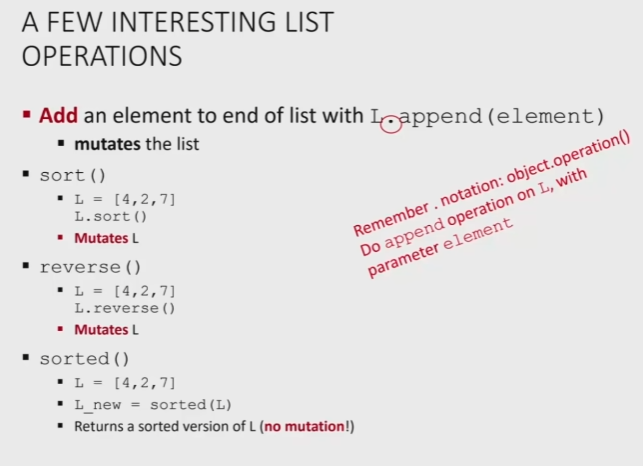 A FEW INTERESTING LIST
OPERATIONS
▪ Add an element to end of list with L.append(element)
▪ mutates the list
▪ sort()
▪ L = [4,2,7]
L.sort()
▪ Mutates L
▪ reverse()
▪ L = [4,2,7]
L.reverse()
▪ Mutates L
▪ sorted()
▪ L = [4,2,7]
▪ L_new = sorted(L)
▪ Returns a sorted version of L (no mutation!)
Remember . notation: object.operation()
Do append operation on L, with
parameter element